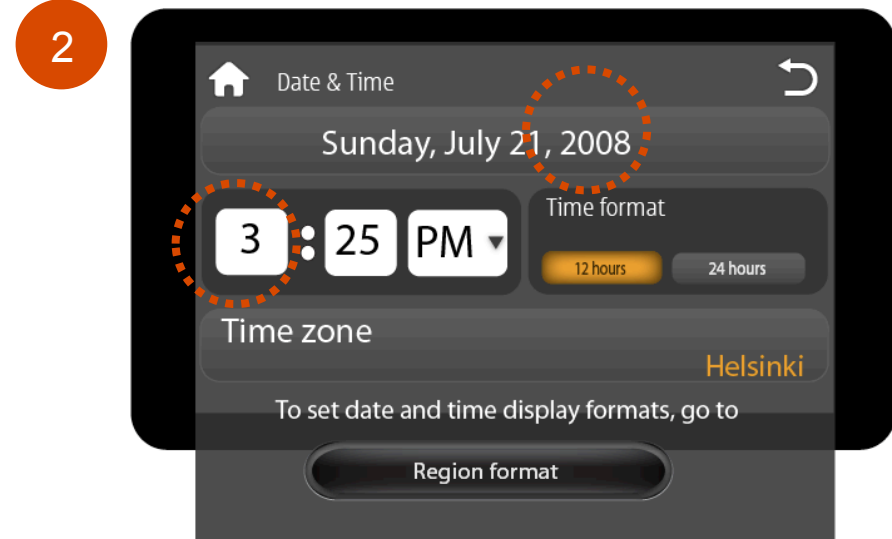 2
Date & Time
Sunday, July 21, 2008
3 : 25 PM
Time format
12 hours 24 hours
Time zone
Helsinki
To set date and time display formats, go to
Region format